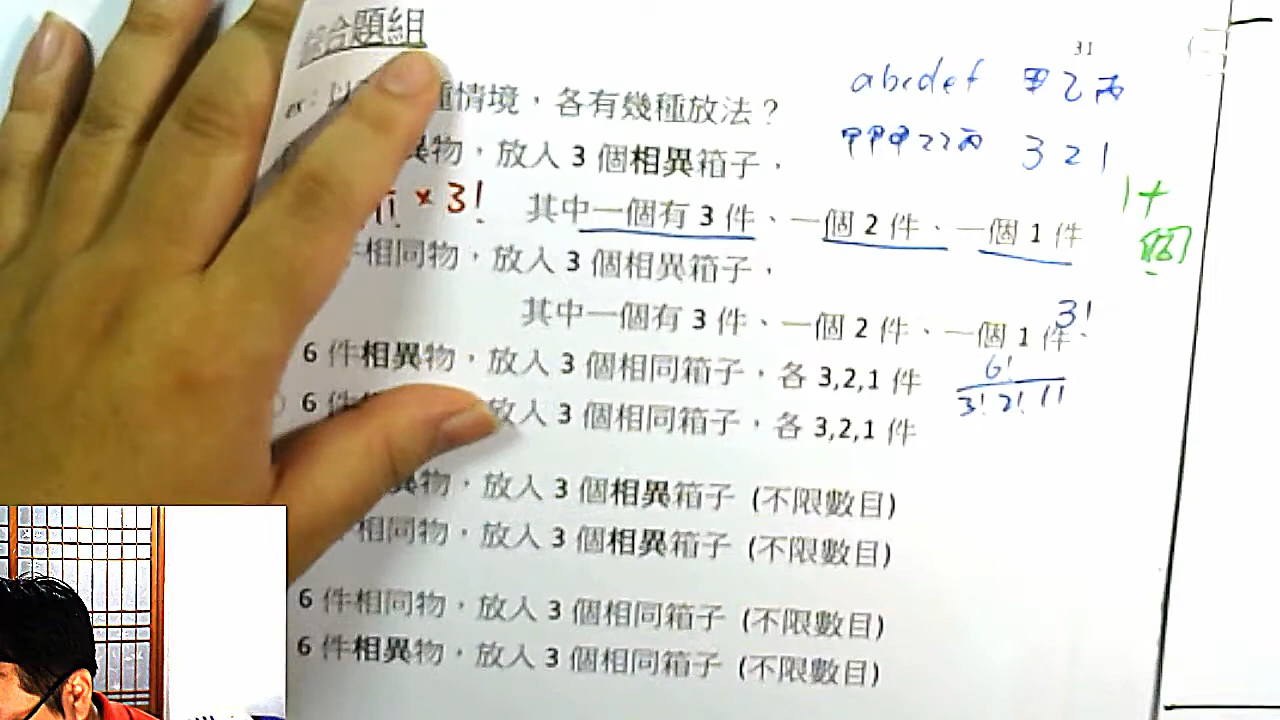 綜合題組
31
ex：以 種情境，各有幾種放法？
abcdef 甲乙丙
異物，放入 3 個相異箱子，
甲甲甲乙乙丙 3 2 1
1! × 3! 其中一個有 3 件、一個 2 件、一個 1 件
1十
個
件相同物，放入 3 個相異箱子，
其中一個有 3 件、一個 2 件、一個 1 件、
3!
6 件相異物，放入 3 個相同箱子，各 3,2,1 件
6!
3! 2! 1!
6 件 放入 3 個相同箱子，各 3,2,1 件
異物，放入 3 個相異箱子 (不限數目)
相同物，放入 3 個相異箱子 (不限數目)
6 件相同物，放入 3 個相同箱子 (不限數目)
6 件相異物，放入 3 個相同箱子 (不限數目)